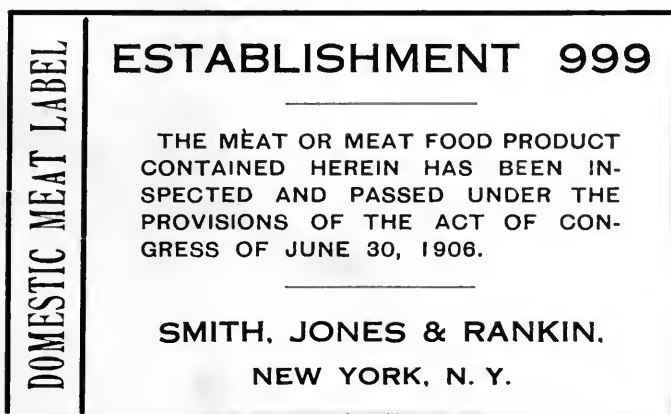 DOMESTIC MEAT LABEL
ESTABLISHMENT 999
THE MEAT OR MEAT FOOD PRODUCT
CONTAINED HEREIN HAS BEEN IN-
SPECTED AND PASSED UNDER THE
PROVISIONS OF THE ACT OF CON-
GRESS OF JUNE 30, 1906.
SMITH, JONES & RANKIN.
NEW YORK, N. Y.